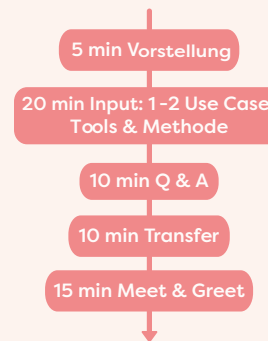 5 min Vorstellung
20 min Input: 1-2 Use Case
Tools & Methode
10 min Q & A
10 min Transfer
15 min Meet & Greet